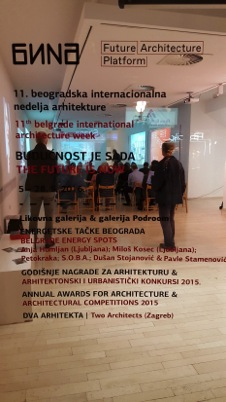 БИНА
Future Architecture
Platform
11. beogradska internacionalna
nedelja arhitekture
11th belgrade international
architecture week
BUDUĆNOST JE SADA
THE FUTURE IS NOW
Likovna galerija & galerija Podroom
ENERGETSKE TAČKE BEOGRADA
BELGRADE ENERGY SPOTS
(Ljubljana); Miloš Kosec (Ljubljana);
Petokraka; S.O.B.A.; Dušan Stojanović & Pavle Stamenović
GODIŠNJE NAGRADE ZA ARHITEKTURU &
ARHITEKTONSKI I URBANISTIČKI KONKURSI 2015.
ANNUAL AWARDS FOR ARCHITECTURE &
ARCHITECTURAL COMPETITIONS 2015
DVA ARHITEKTA | Two Architects (Zagreb)